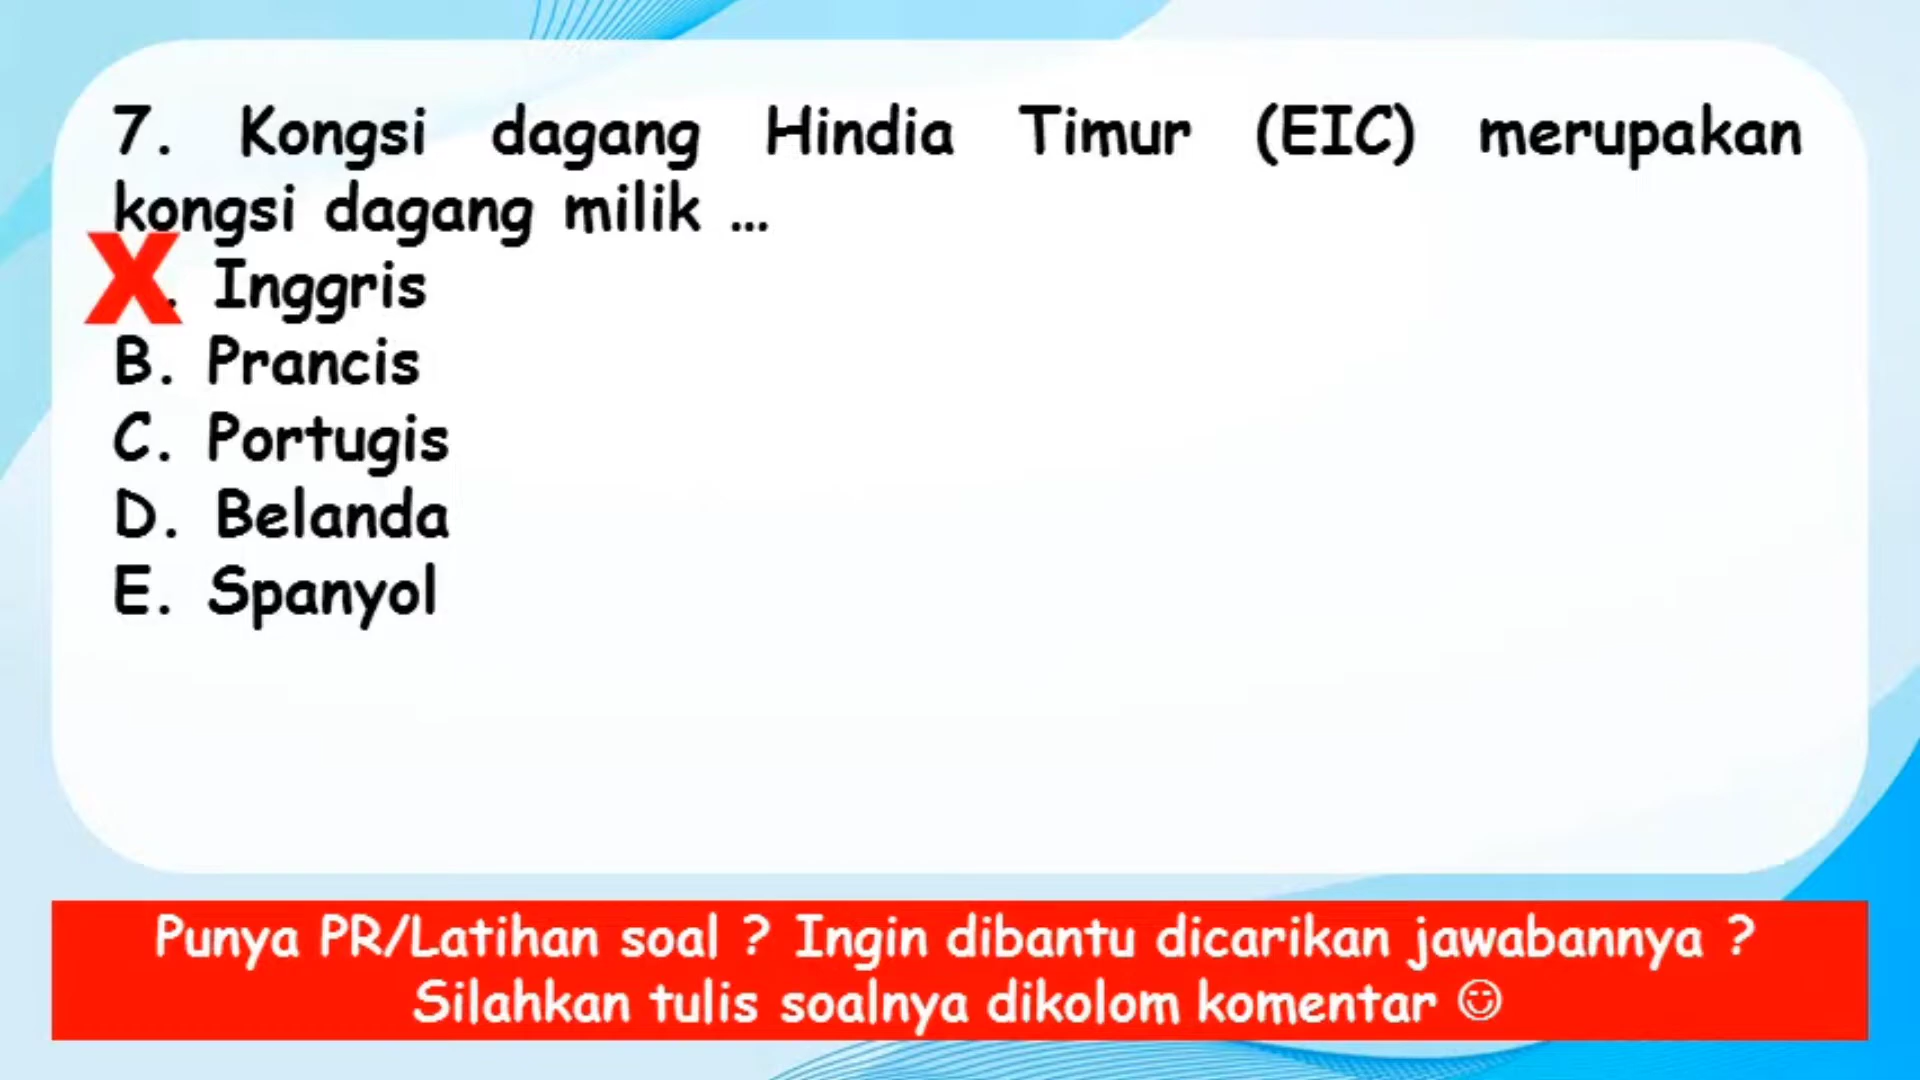 7. Kongsi dagang Hindia Timur (EIC) merupakan
kongsi dagang milik ...
X. Inggris
B. Prancis
C. Portugis
D. Belanda
E. Spanyol
Punya PR/Latihan soal ? Ingin dibantu dicarikan jawabannya ?
Silahkan tulis soalnya dikolom komentar ☺